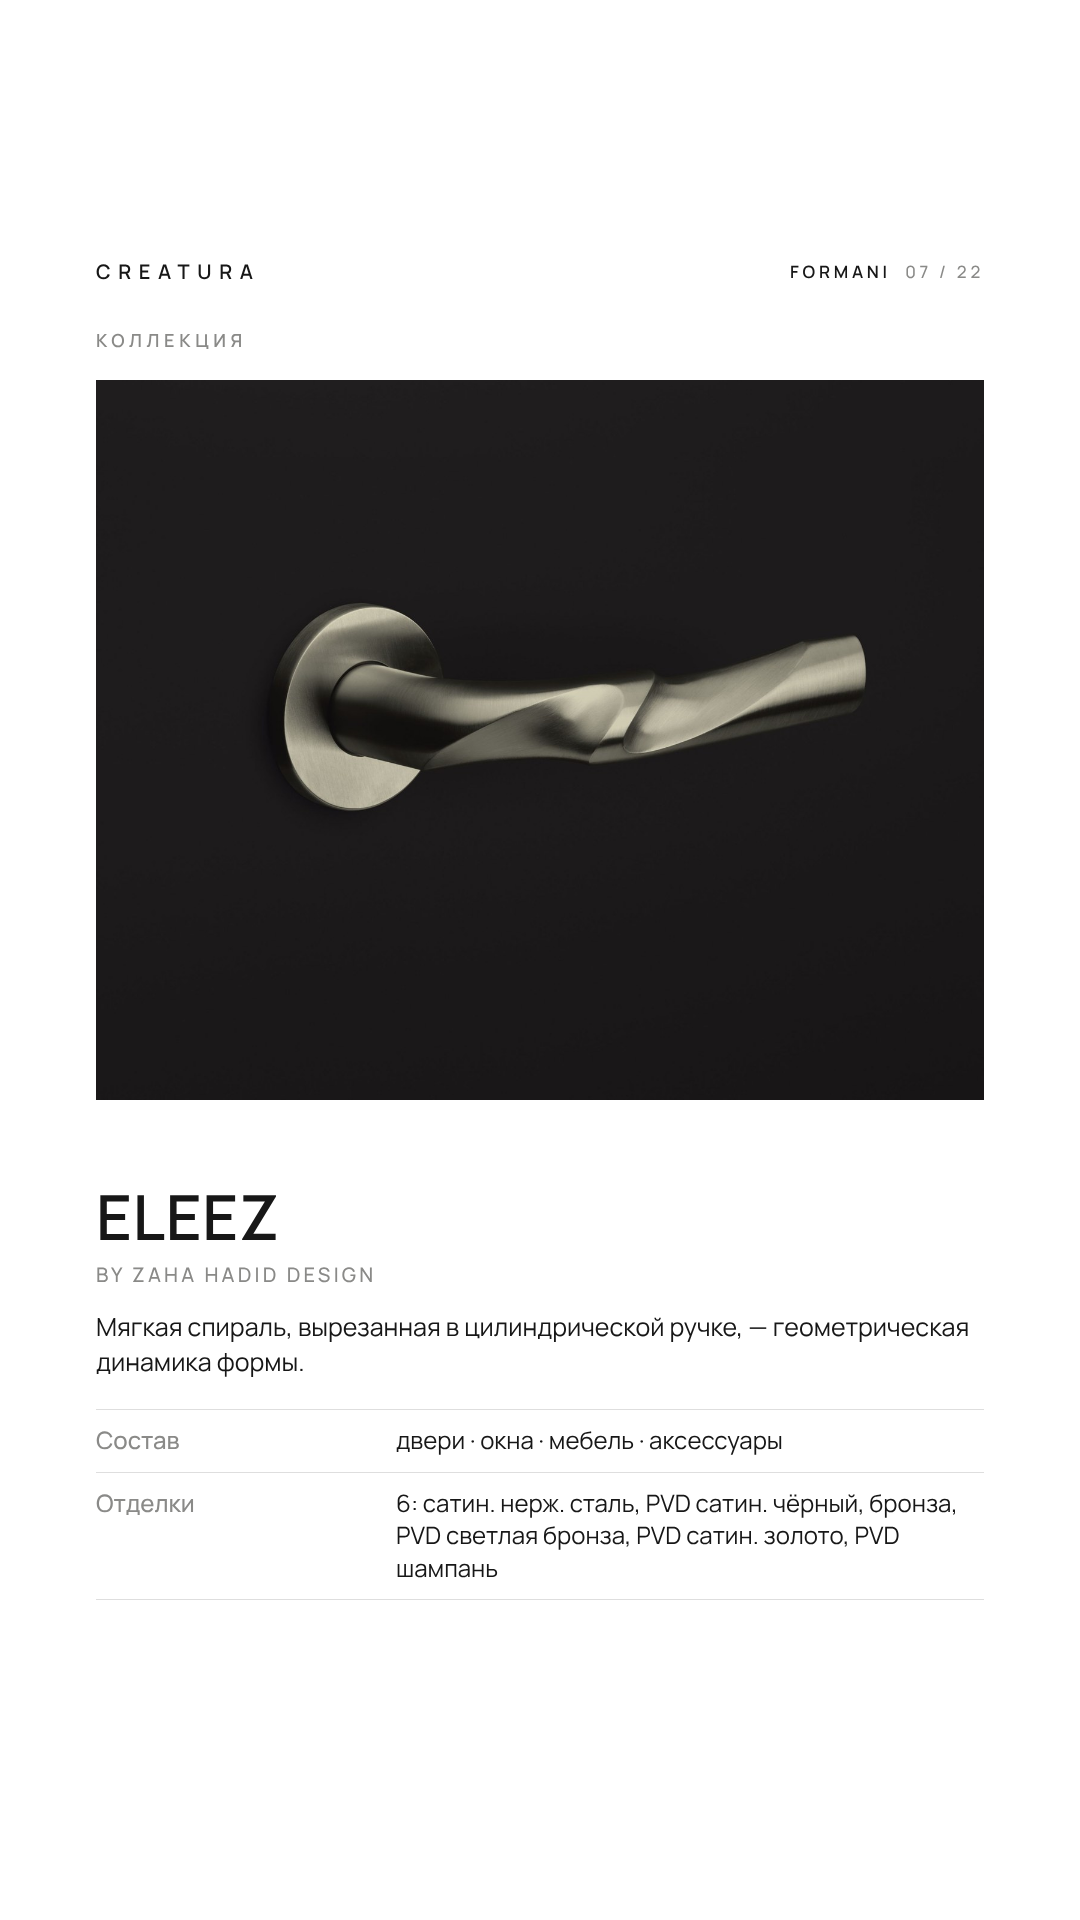 CREATURA
FORMANI 07 / 22
КОЛЛЕКЦИЯ
ELEEZ
BY ZAHA HADID DESIGN
Мягкая спираль, вырезанная в цилиндрической ручке, — геометрическая
динамика формы.
Состав
двери · окна · мебель · аксессуары
Отделки
6: сатин. нерж. сталь, PVD сатин. чёрный, бронза,
PVD светлая бронза, PVD сатин. золото, PVD
шампань